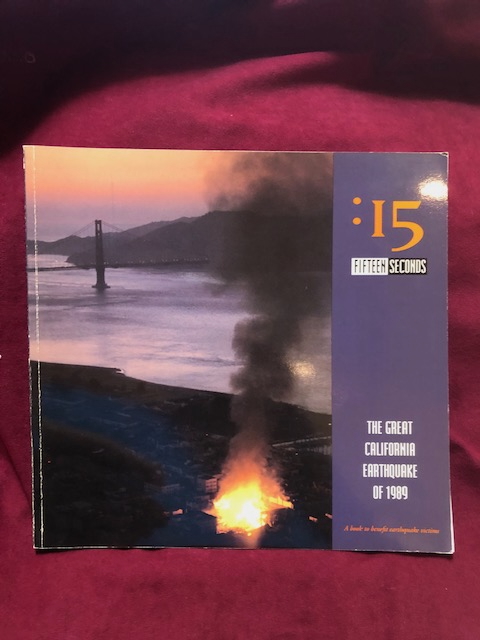 :15
FIFTEEN SECONDS
THE GREAT
CALIFORNIA
EARTHQUAKE
OF 1989
A book to benefit earthquake victims